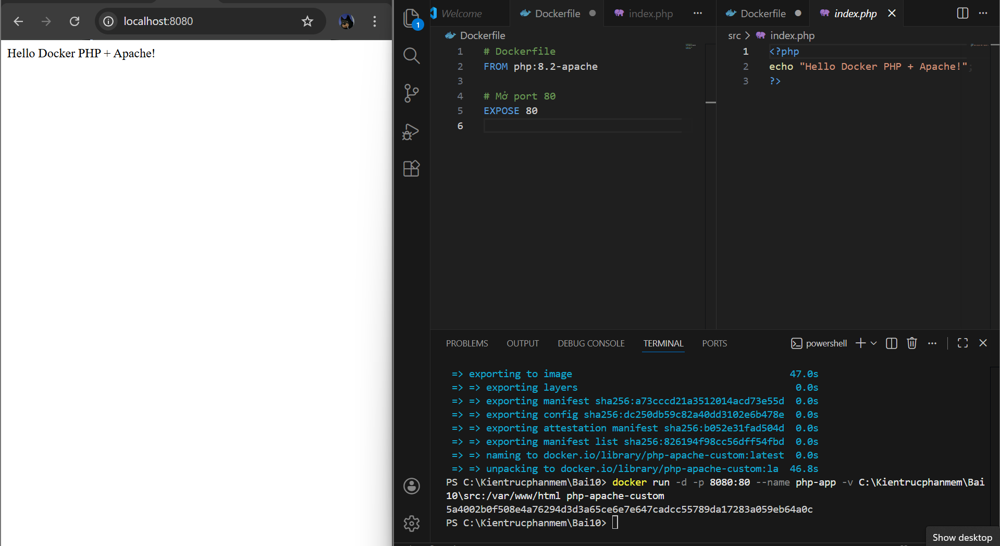 localhost:8080
Hello Docker PHP + Apache!
1
Welcome
Dockerfile
index.php
Dockerfile
index.php
Dockerfile
1 # Dockerfile
2 FROM php:8.2-apache
3
4 # Mở port 80
5 EXPOSE 80
6
src > index.php
1 <?php
2 echo "Hello Docker PHP + Apache!";
3 ?>
PROBLEMS OUTPUT DEBUG CONSOLE TERMINAL PORTS
powershell
=> exporting to image 47.0s
=> => exporting layers 0.0s
=> => exporting manifest sha256:a73cccd21a3512014acd73e55d 0.0s
=> => exporting config sha256:dc250db59c82a40dd3102e6b478e 0.0s
=> => exporting attestation manifest sha256:b052e31fad504d 0.0s
=> => exporting manifest list sha256:826194f98cc56dff54fbd 0.0s
=> => naming to docker.io/library/php-apache-custom:latest 0.0s
=> => unpacking to docker.io/library/php-apache-custom:la 46.8s
PS C:\Kientrucphanmem\Bai10> docker run -d -p 8080:80 --name php-app -v C:\Kientrucphanmem\Bai
10\src:/var/www/html php-apache-custom
5a4002b0f508e4a76294d3d3a65ce6e7e647cadcc55789da17283a059eb64a0c
PS C:\Kientrucphanmem\Bai10>
Show desktop